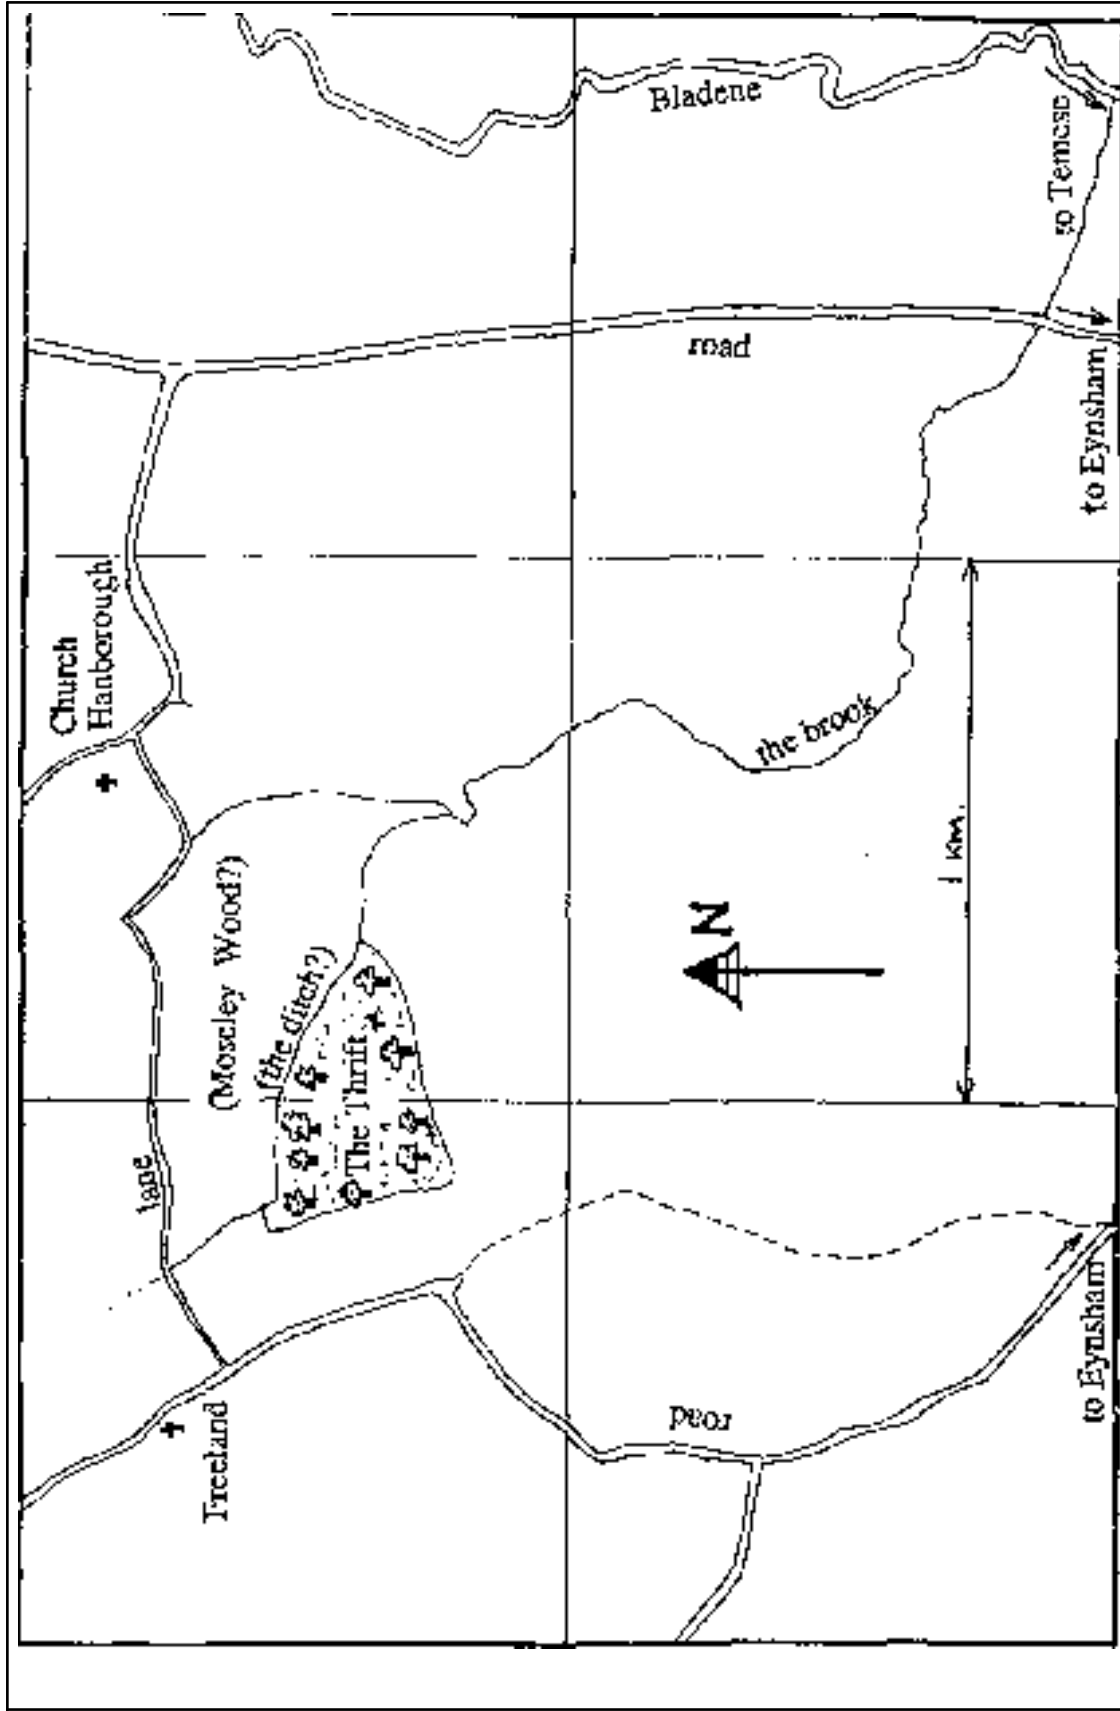 Church
Hanborough
Freeland
lane
(Moseley Wood?)
(the ditch?)
The Thrift
Bladene
road
the brook
N
road
1 KM.
to Eynsham
to Eynsham
to Temese